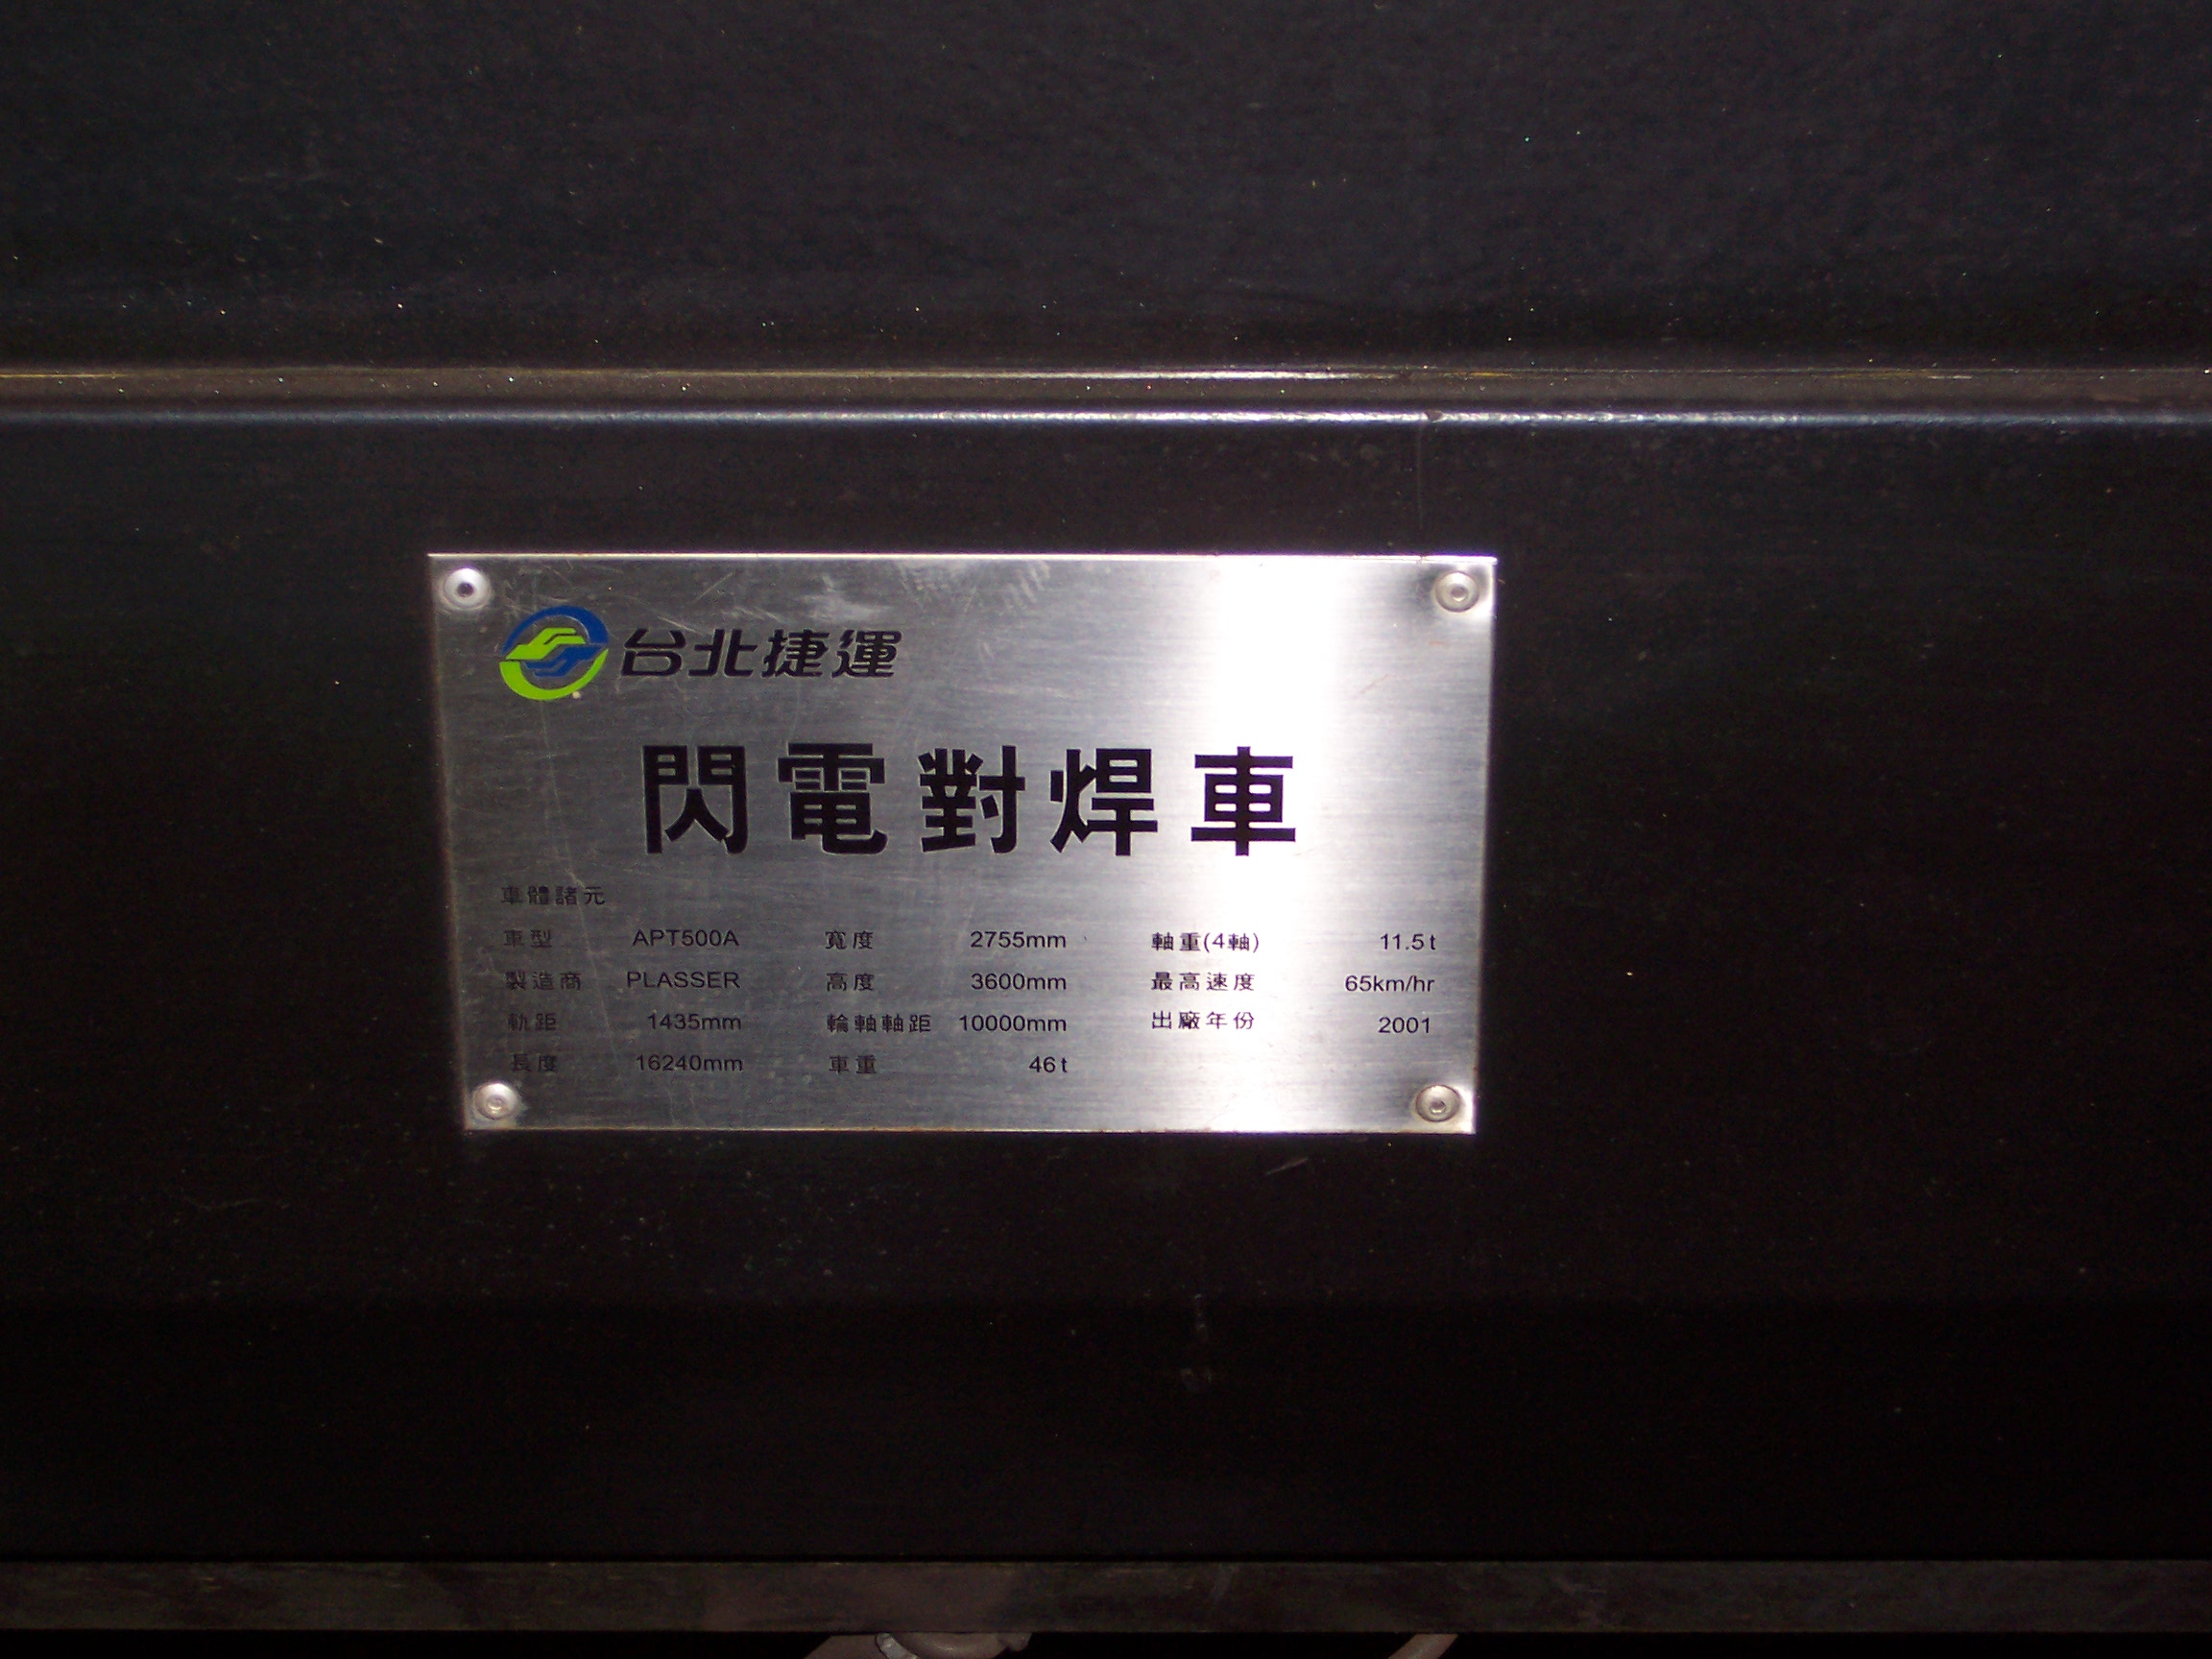 台北捷運
閃電對焊車
車體諸元
車型 APT500A 寬度 2755mm 軸重(4軸) 11.5t
製造商 PLASSER 高度 3600mm 最高速度 65km/hr
軌距 1435mm 輪軸軸距 10000mm 出廠年份 2001
長度 16240mm 車重 46t